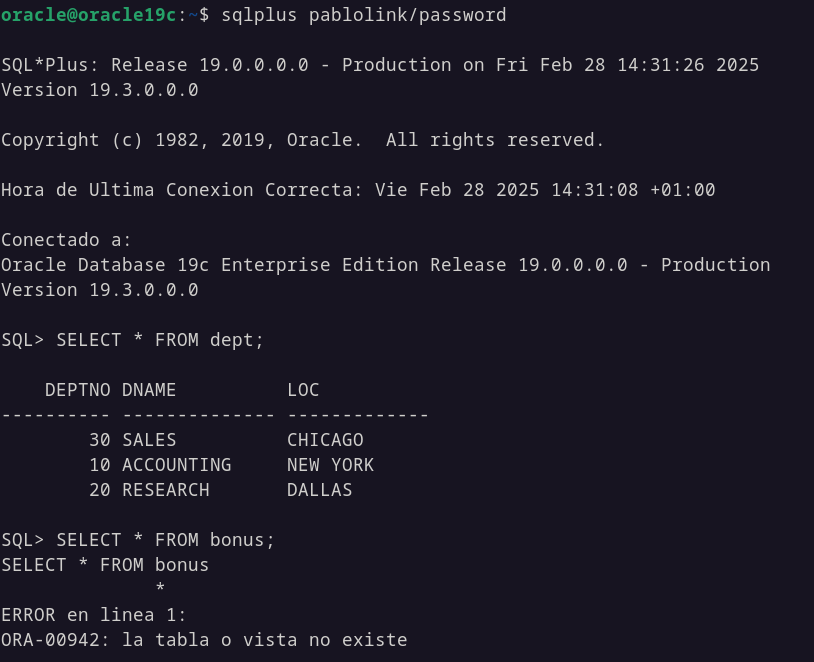 oracle@oracle19c:~$ sqlplus pablolink/password
SQL*Plus: Release 19.0.0.0.0 - Production on Fri Feb 28 14:31:26 2025
Version 19.3.0.0.0
Copyright (c) 1982, 2019, Oracle.  All rights reserved.
Hora de Ultima Conexion Correcta: Vie Feb 28 2025 14:31:08 +01:00
Conectado a:
Oracle Database 19c Enterprise Edition Release 19.0.0.0.0 - Production
Version 19.3.0.0.0
SQL> SELECT * FROM dept;
    DEPTNO DNAME          LOC
---------- -------------- -------------
        30 SALES          CHICAGO
        10 ACCOUNTING     NEW YORK
        20 RESEARCH       DALLAS
SQL> SELECT * FROM bonus;
SELECT * FROM bonus
              *
ERROR en linea 1:
ORA-00942: la tabla o vista no existe